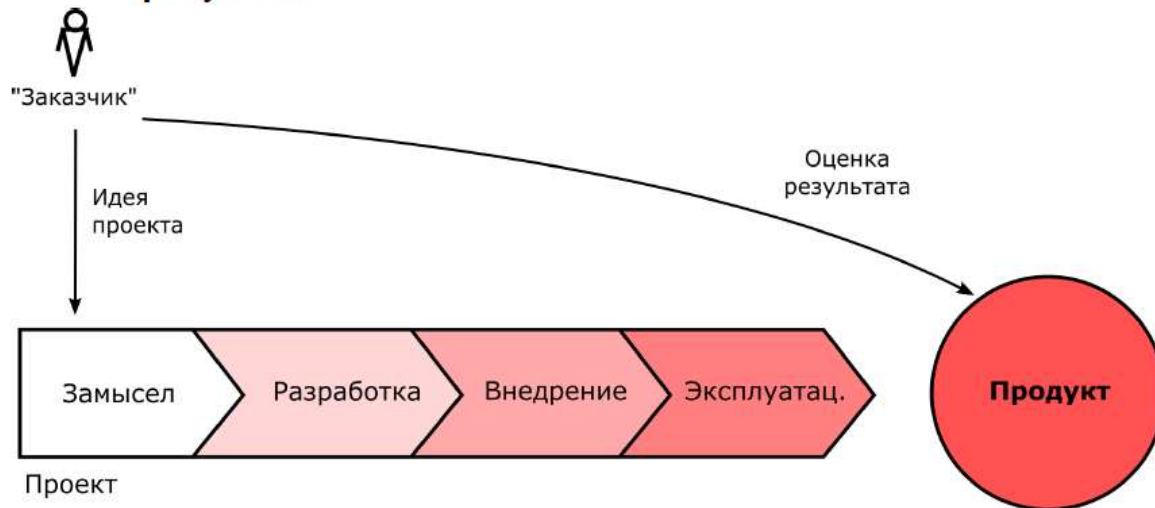 "Заказчик"
Идея
проекта
Оценка
результата
Замысел
Разработка
Внедрение
Эксплуатац.
Продукт
Проект